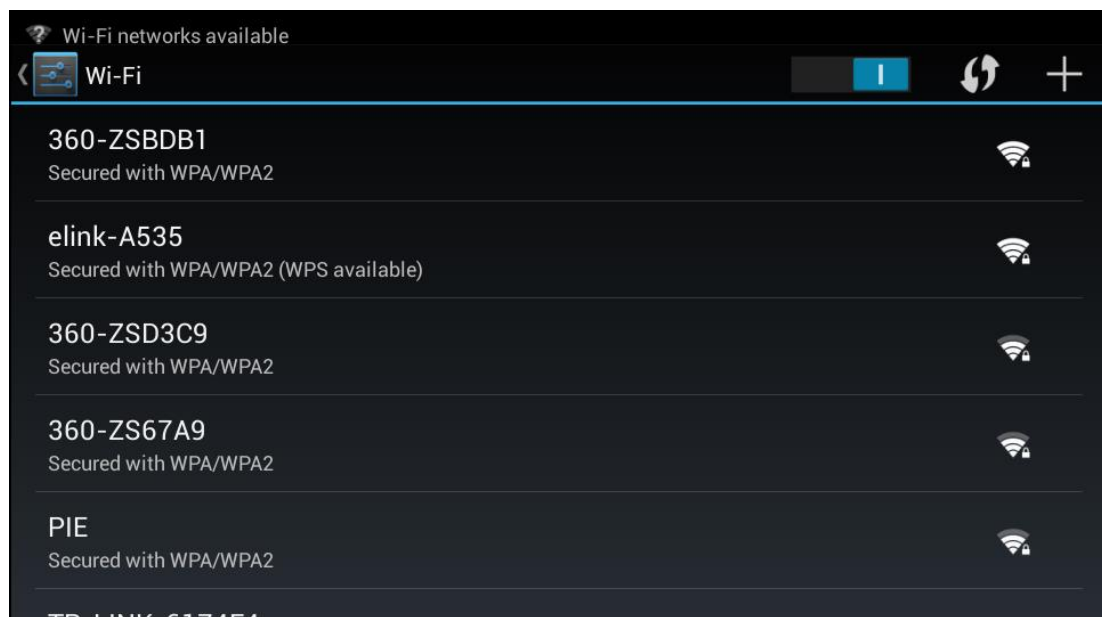 Wi-Fi networks available
Wi-Fi
360-ZSBDB1
Secured with WPA/WPA2
elink-A535
Secured with WPA/WPA2 (WPS available)
360-ZSD3C9
Secured with WPA/WPA2
360-ZS67A9
Secured with WPA/WPA2
PIE
Secured with WPA/WPA2